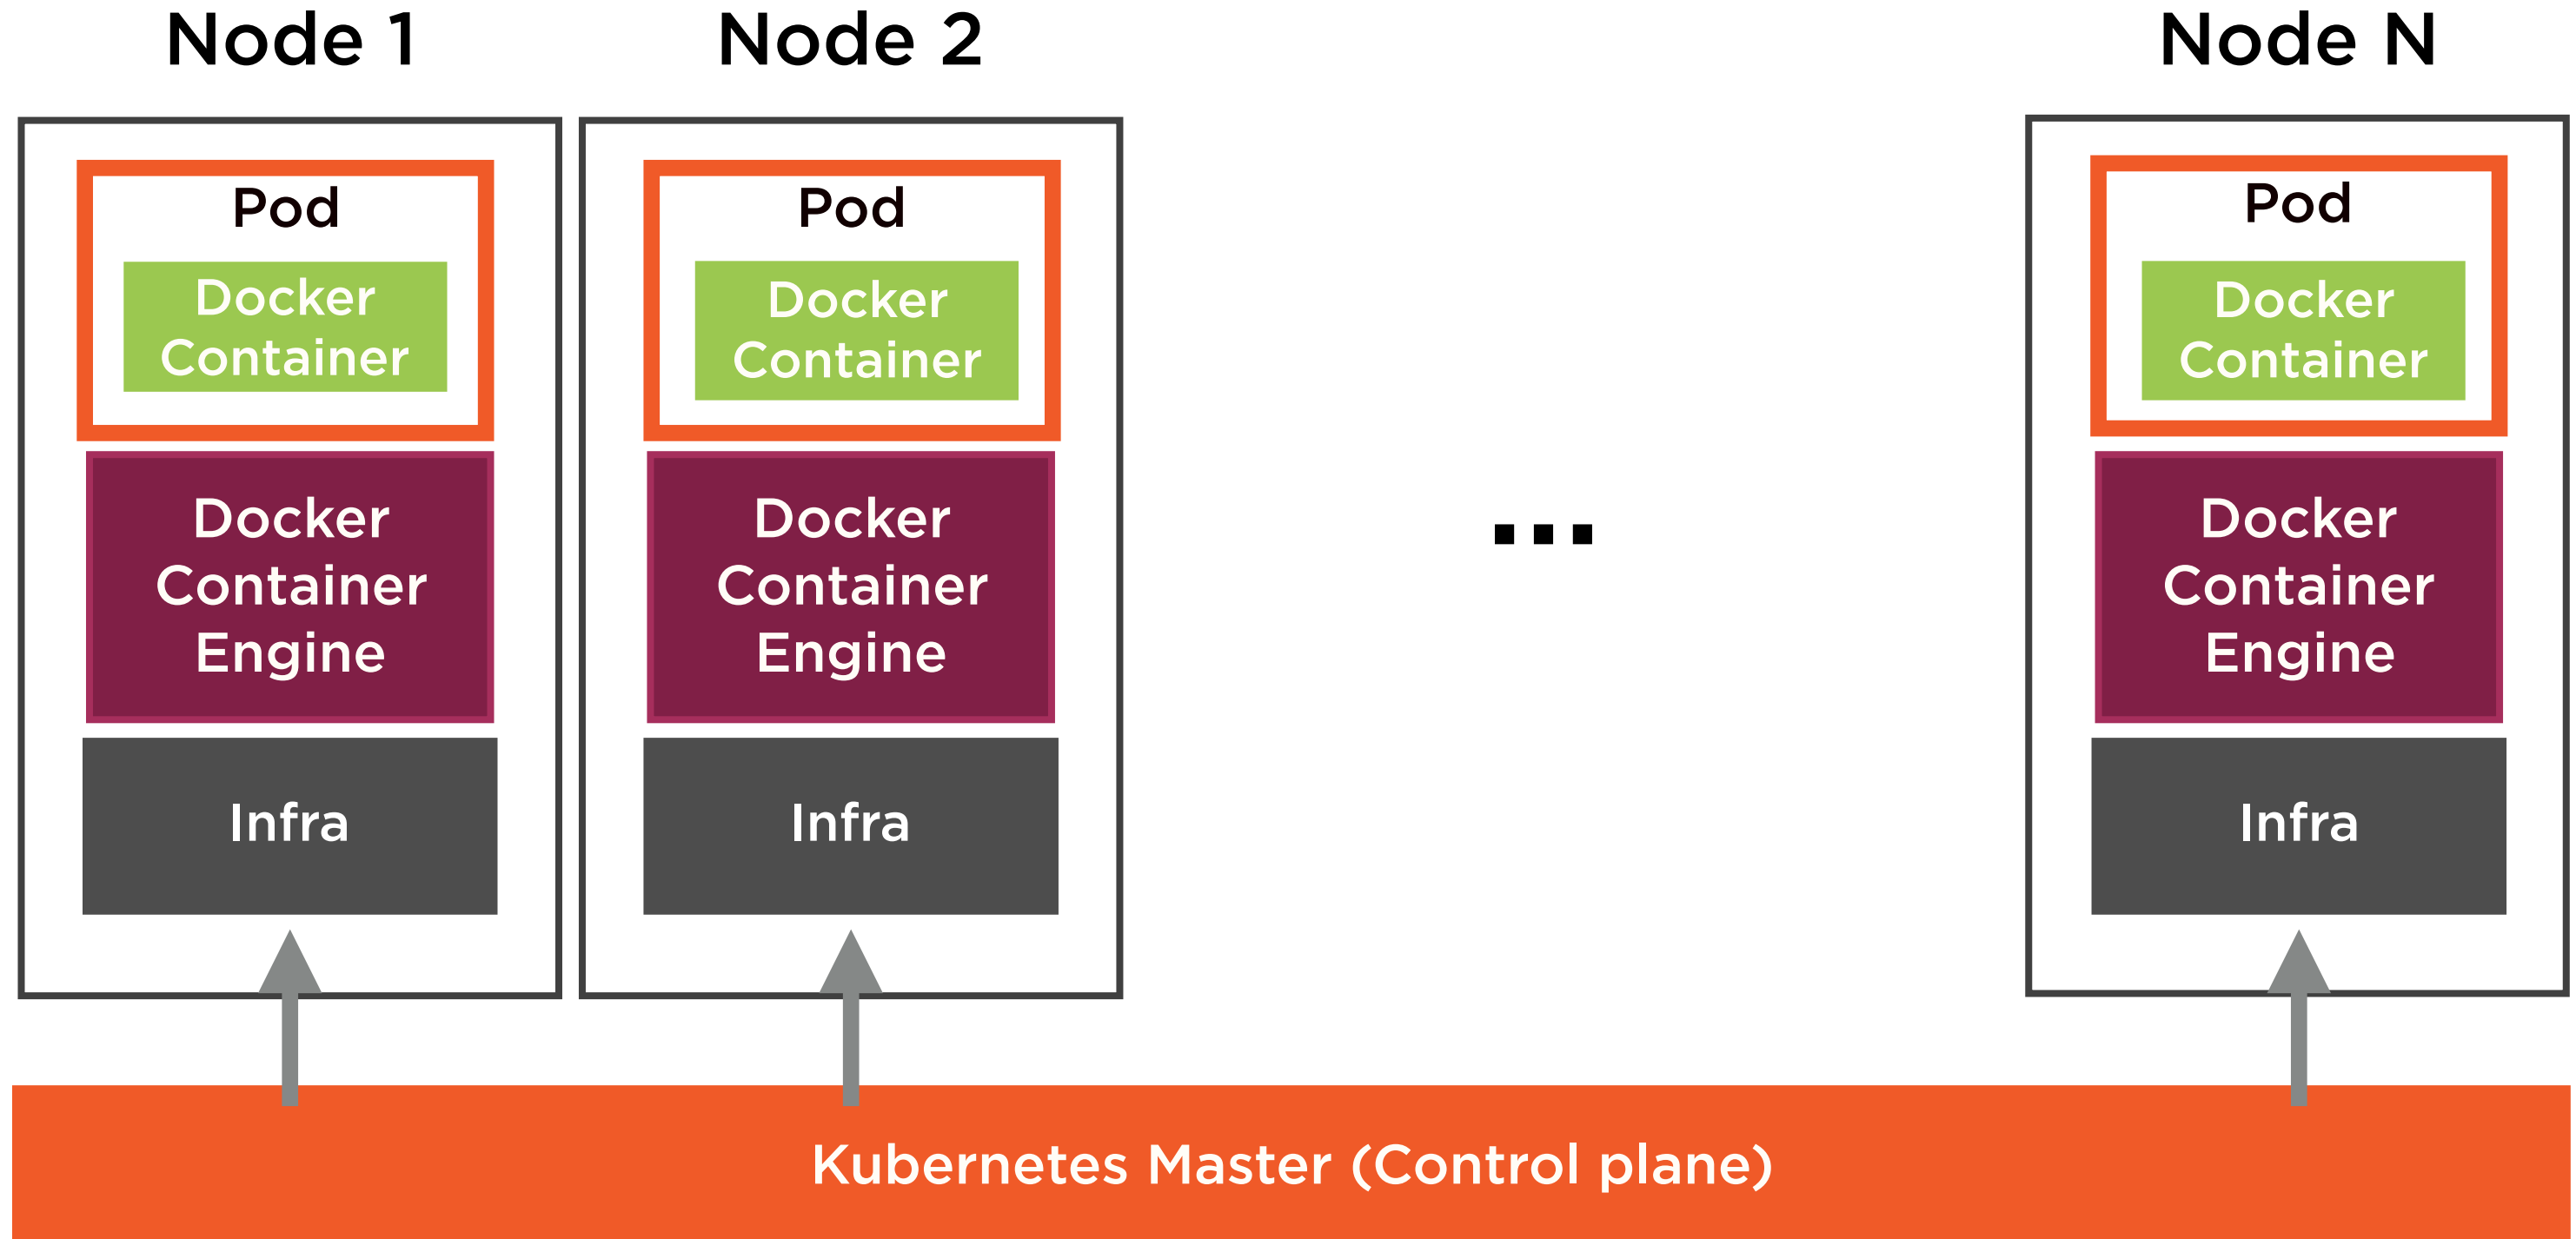 Node 1
Pod
Docker
Container
Docker
Container
Engine
Infra
Node 2
Pod
Docker
Container
Docker
Container
Engine
Infra
...
Node N
Pod
Docker
Container
Docker
Container
Engine
Infra
Kubernetes Master (Control plane)